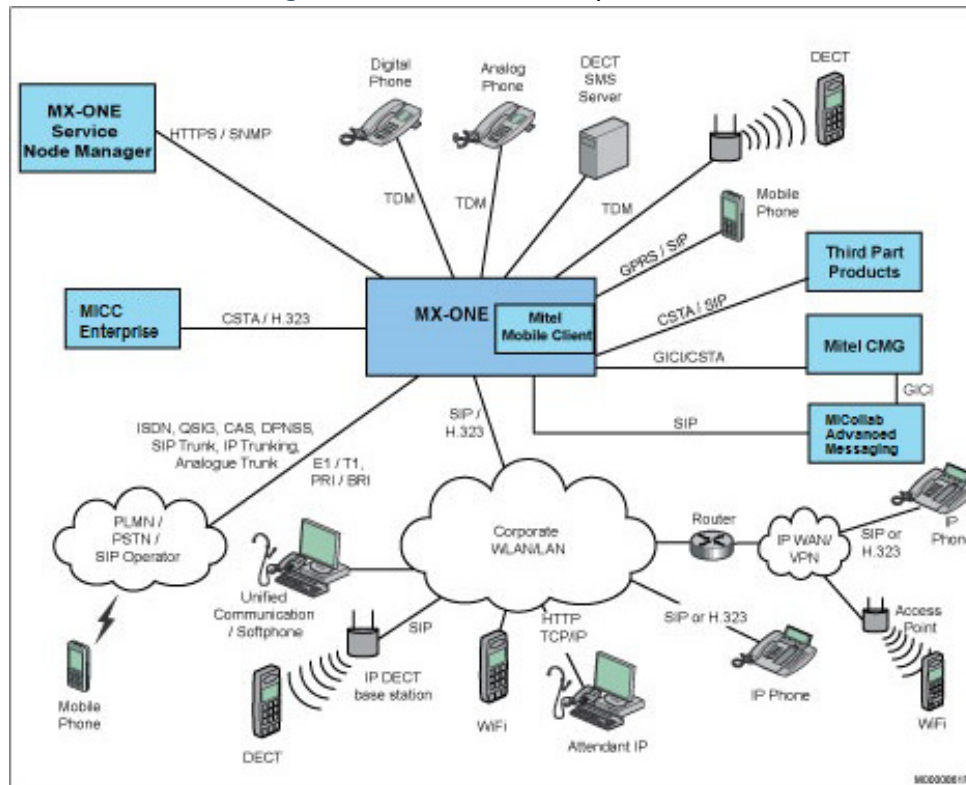 Digital
Phone
Analog
Phone
DECT
SMS
Server
DECT
MX-ONE
Service
Node Manager
HTTPS / SNMP
TDM
TDM
TDM
Mobile
Phone
GPRS / SIP
Third Part
Products
MICC
Enterprise
CSTA / H.323
MX-ONE
Mitel
Mobile Client
CSTA / SIP
GICI/CSTA
Mitel CMG
GICI
ISDN, QSIG, CAS, DPNSS,
SIP Trunk, IP Trunking,
Analogue Trunk
E1 / T1,
PRI / BRI
SIP /
H.323
SIP
MiCollab
Advanced
Messaging
PLMN /
PSTN /
SIP Operator
Corporate
WLAN/LAN
Router
IP WAN/
VPN
SIP or
H.323
IP
Phone
Unified
Communication
/ Softphone
SIP
HTTP
TCP/IP
SIP or H.323
Access
Point
IP DECT
base station
Mobile
Phone
DECT
WiFi
Attendant IP
IP Phone
WiFi